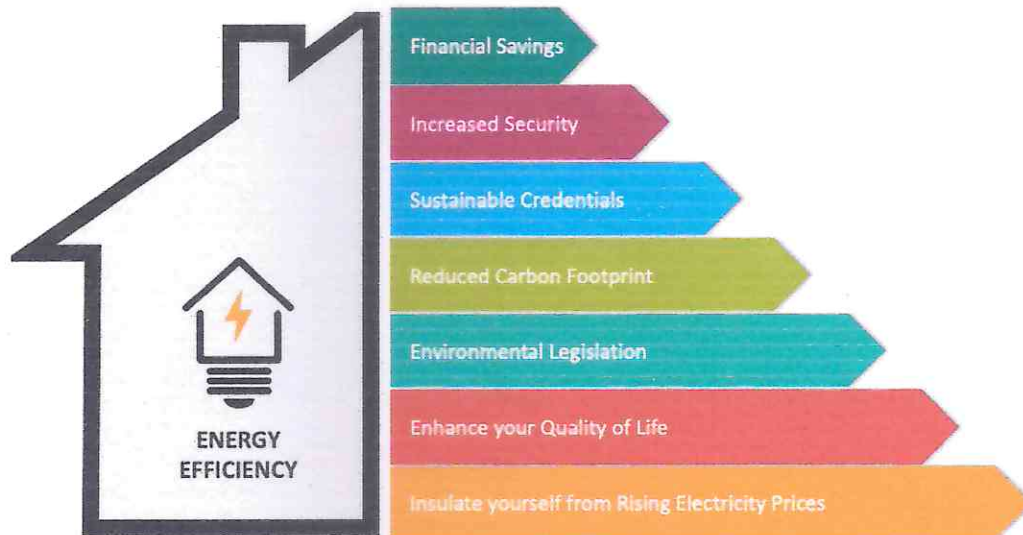 Financial Savings
Increased Security
Sustainable Credentials
Reduced Carbon Footprint
Environmental Legislation
Enhance your Quality of Life
Insulate yourself from Rising Electricity Prices
ENERGY
EFFICIENCY